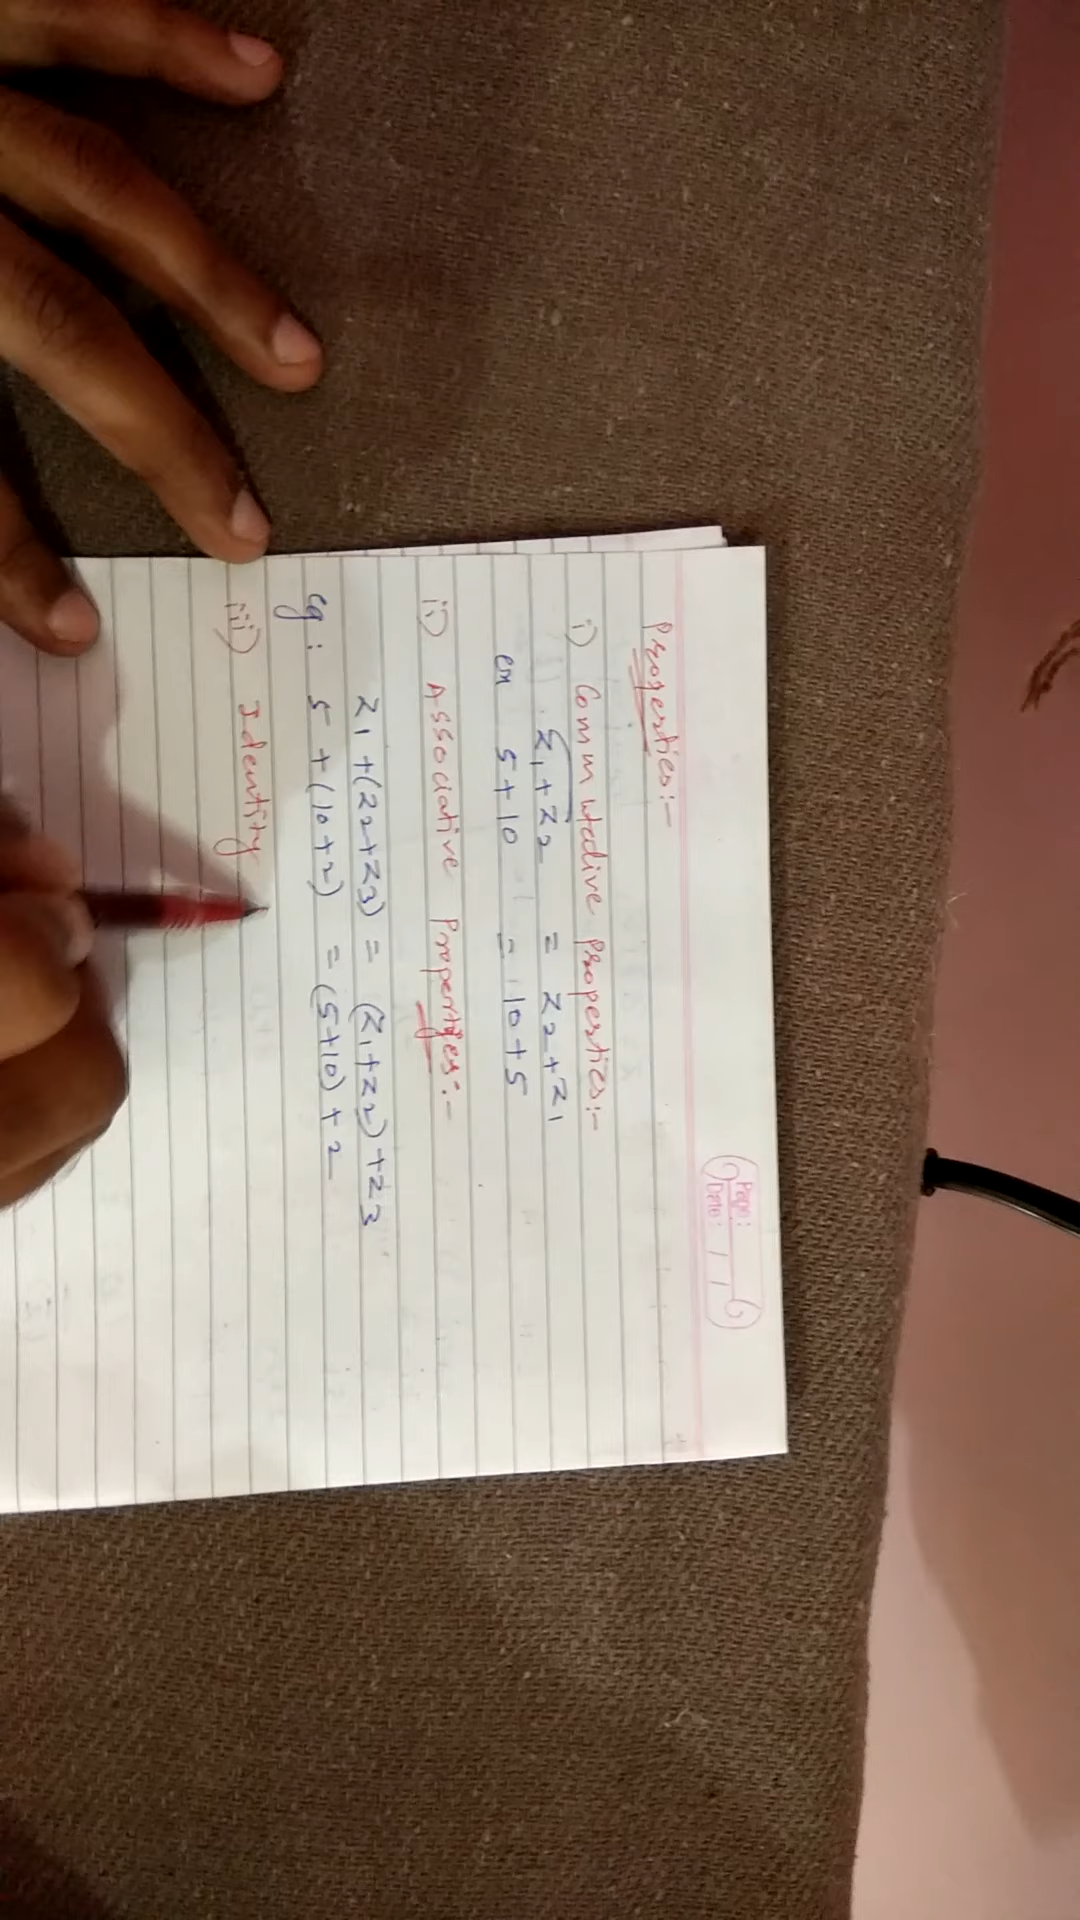 Page:
Date: / /
Properties:-
i) Commutative properties:-
z₁+z₂ = z₂+z₁
ex 5+10 = 10+5
ii) Associative Properties:-
z1+(z2+z3) = (z1+z2)+z3
eg: 5+(10+2) = (5+10)+2
iii) Identity